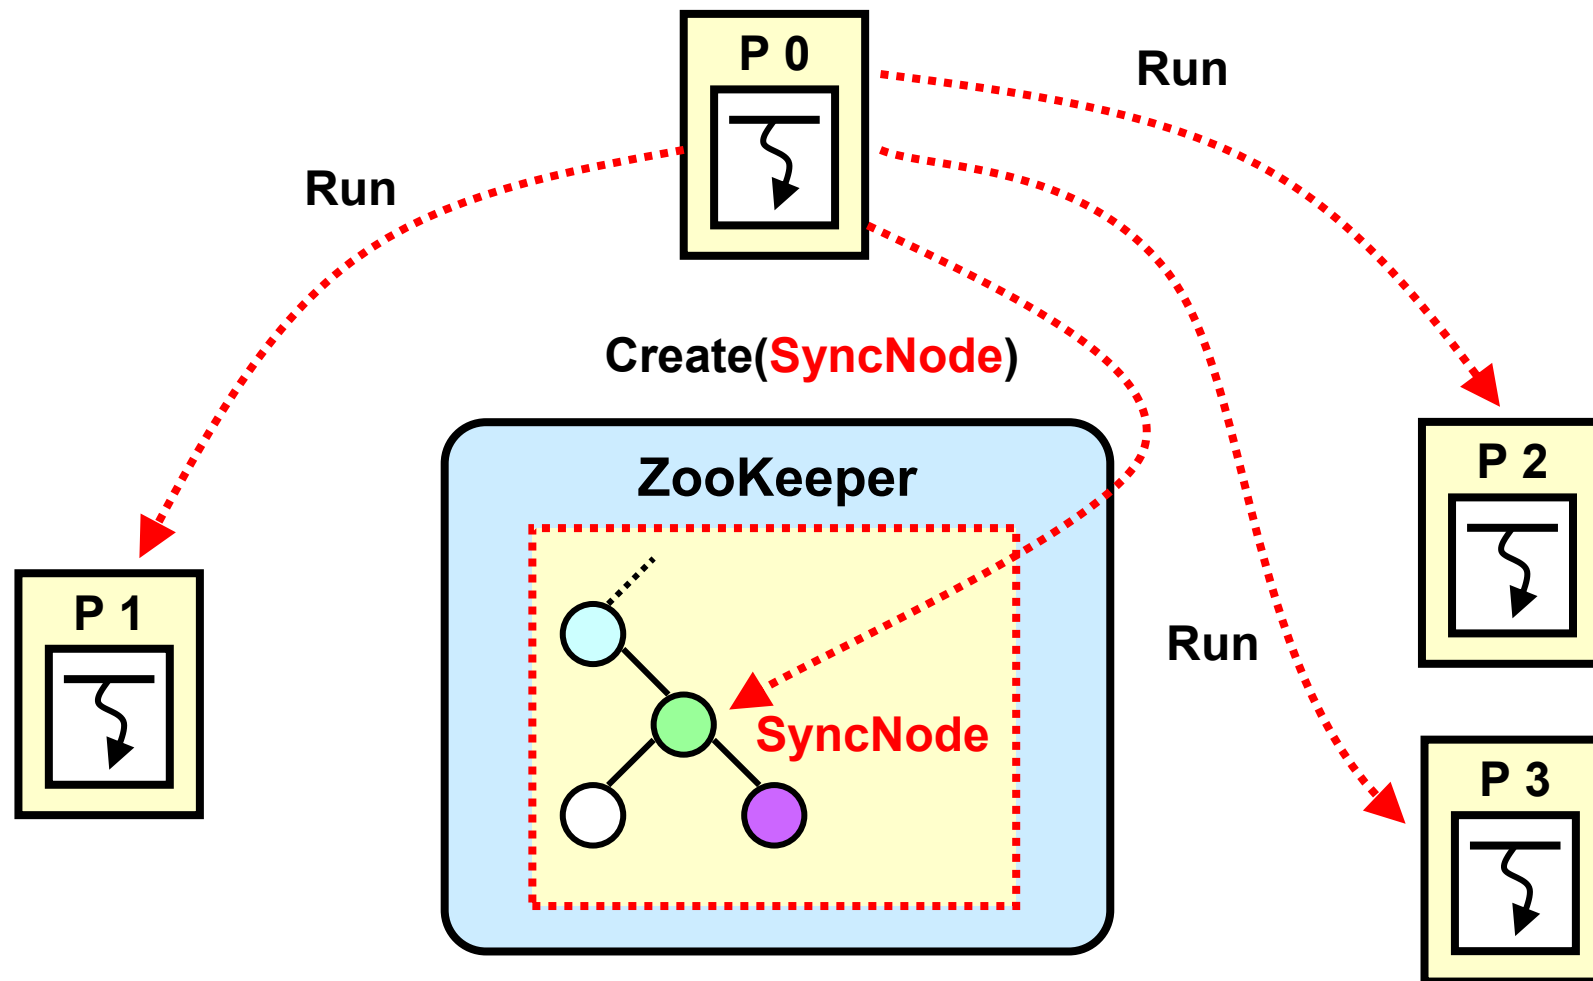 P 0
Run
Run
Create(SyncNode)
ZooKeeper
P 2
P 1
Run
SyncNode
P 3